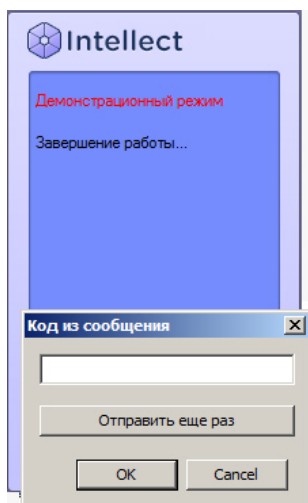 Intellect
Демонстрационный режим
Завершение работы...
Код из сообщения
Отправить еще раз
OK
Cancel